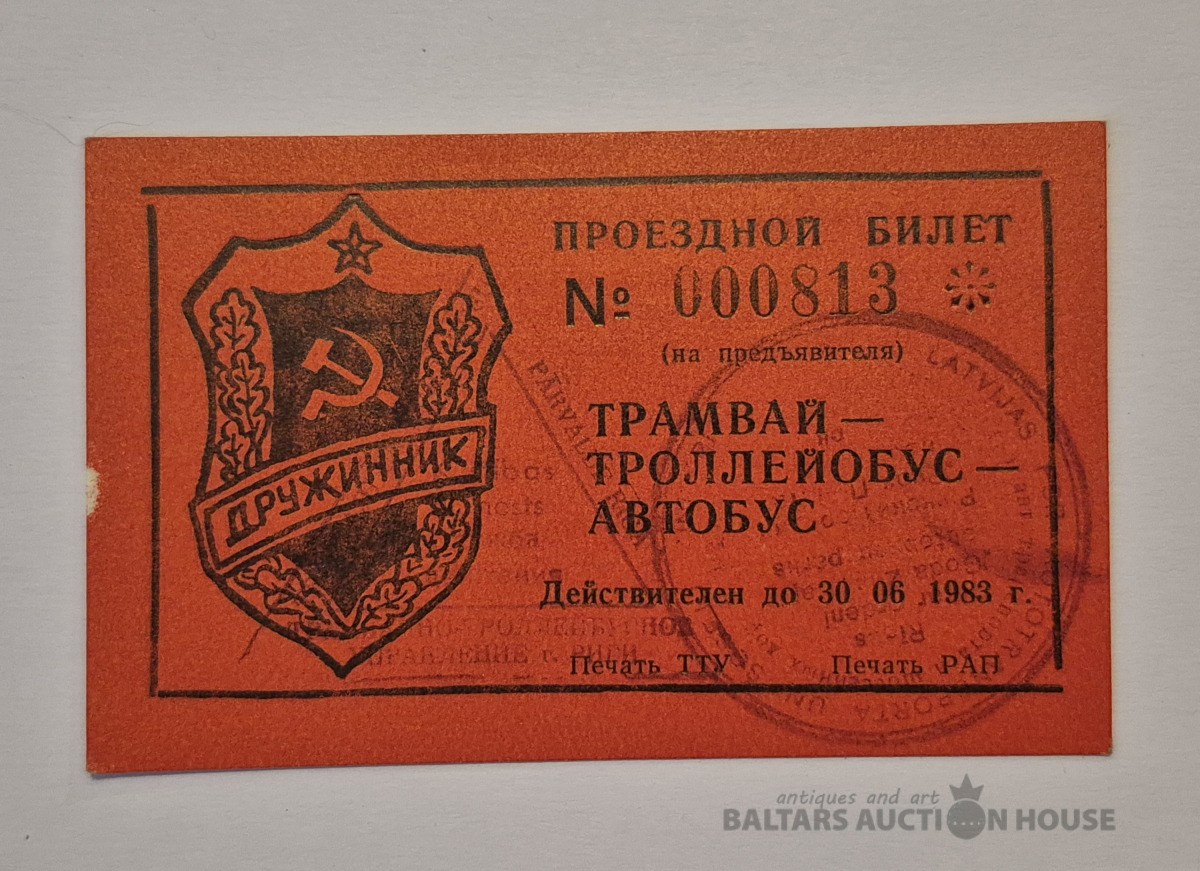 ПРОЕЗДНОЙ БИЛЕТ
№ 000813
(на предъявителя)
ТРАМВАЙ —
ТРОЛЛЕЙБУС —
АВТОБУС
Действителен до 30 06 1983 г.
Печать ТТУ Печать РАП
ДРУЖИННИК
LATVIJAS
antiques and art
BALTARS AUCTION HOUSE